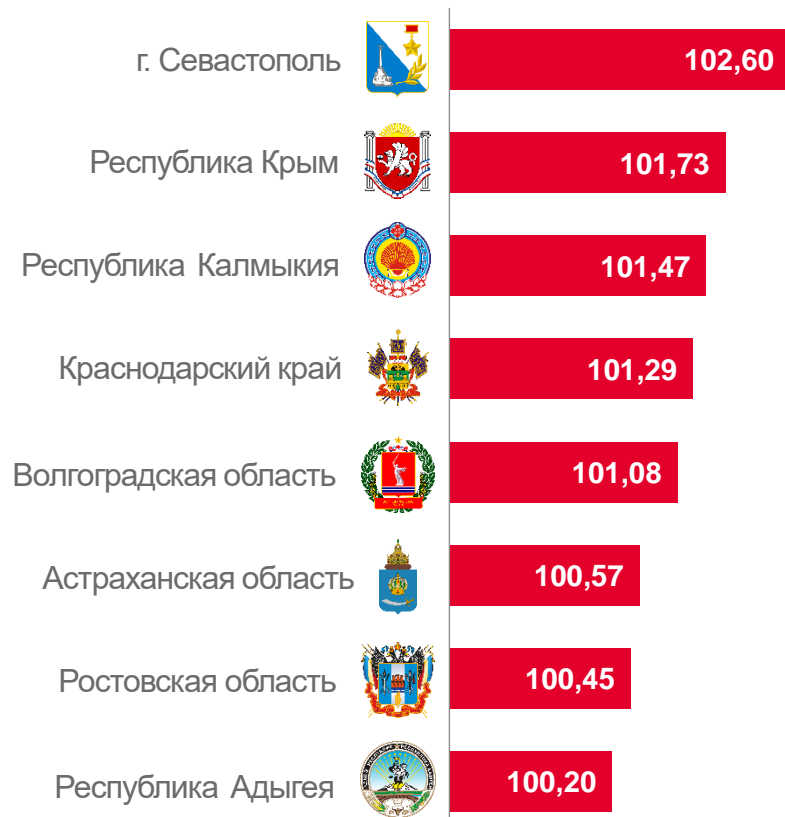 г. Севастополь 102,60
Республика Крым 101,73
Республика Калмыкия 101,47
Краснодарский край 101,29
Волгоградская область 101,08
Астраханская область 100,57
Ростовская область 100,45
Республика Адыгея 100,20